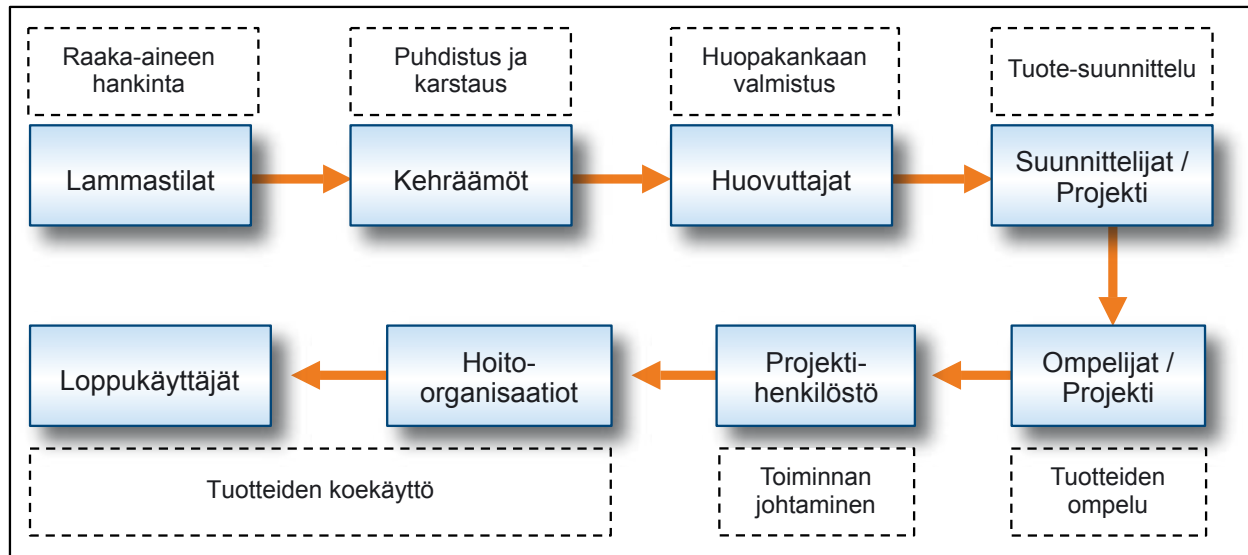 Raaka-aineen
hankinta
Puhdistus ja
karstaus
Huopakankaan
valmistus
Tuote-suunnittelu
Lammastilat
Kehräämöt
Huovuttajat
Suunnittelijat /
Projekti
Loppukäyttäjät
Hoito-
organisaatiot
Projekti-
henkilöstö
Ompelijat /
Projekti
Tuotteiden koekäyttö
Toiminnan
johtaminen
Tuotteiden
ompelu